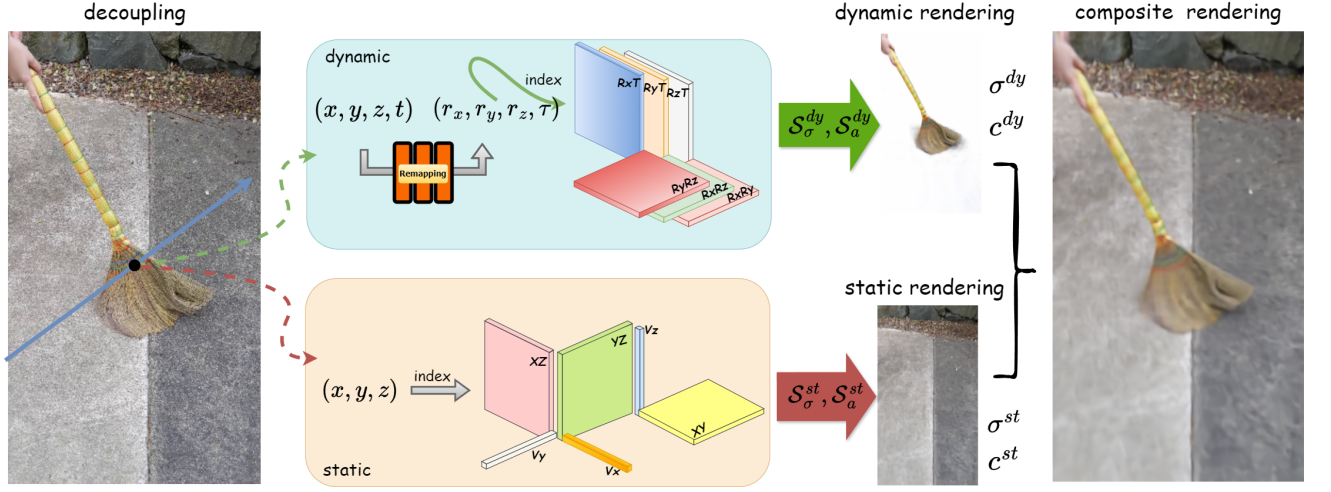 decoupling
dynamic
(x, y, z, t)
(r_x, r_y, r_z, τ)
index
Remapping
RxT
RyT
RzT
RyRz
RxRz
RxRy
S_σ^{dy}, S_a^{dy}
dynamic rendering
σ^{dy}
c^{dy}
composite rendering
static
(x, y, z)
index
XZ
YZ
Vz
XY
Vy
Vx
S_σ^{st}, S_a^{st}
static rendering
σ^{st}
c^{st}